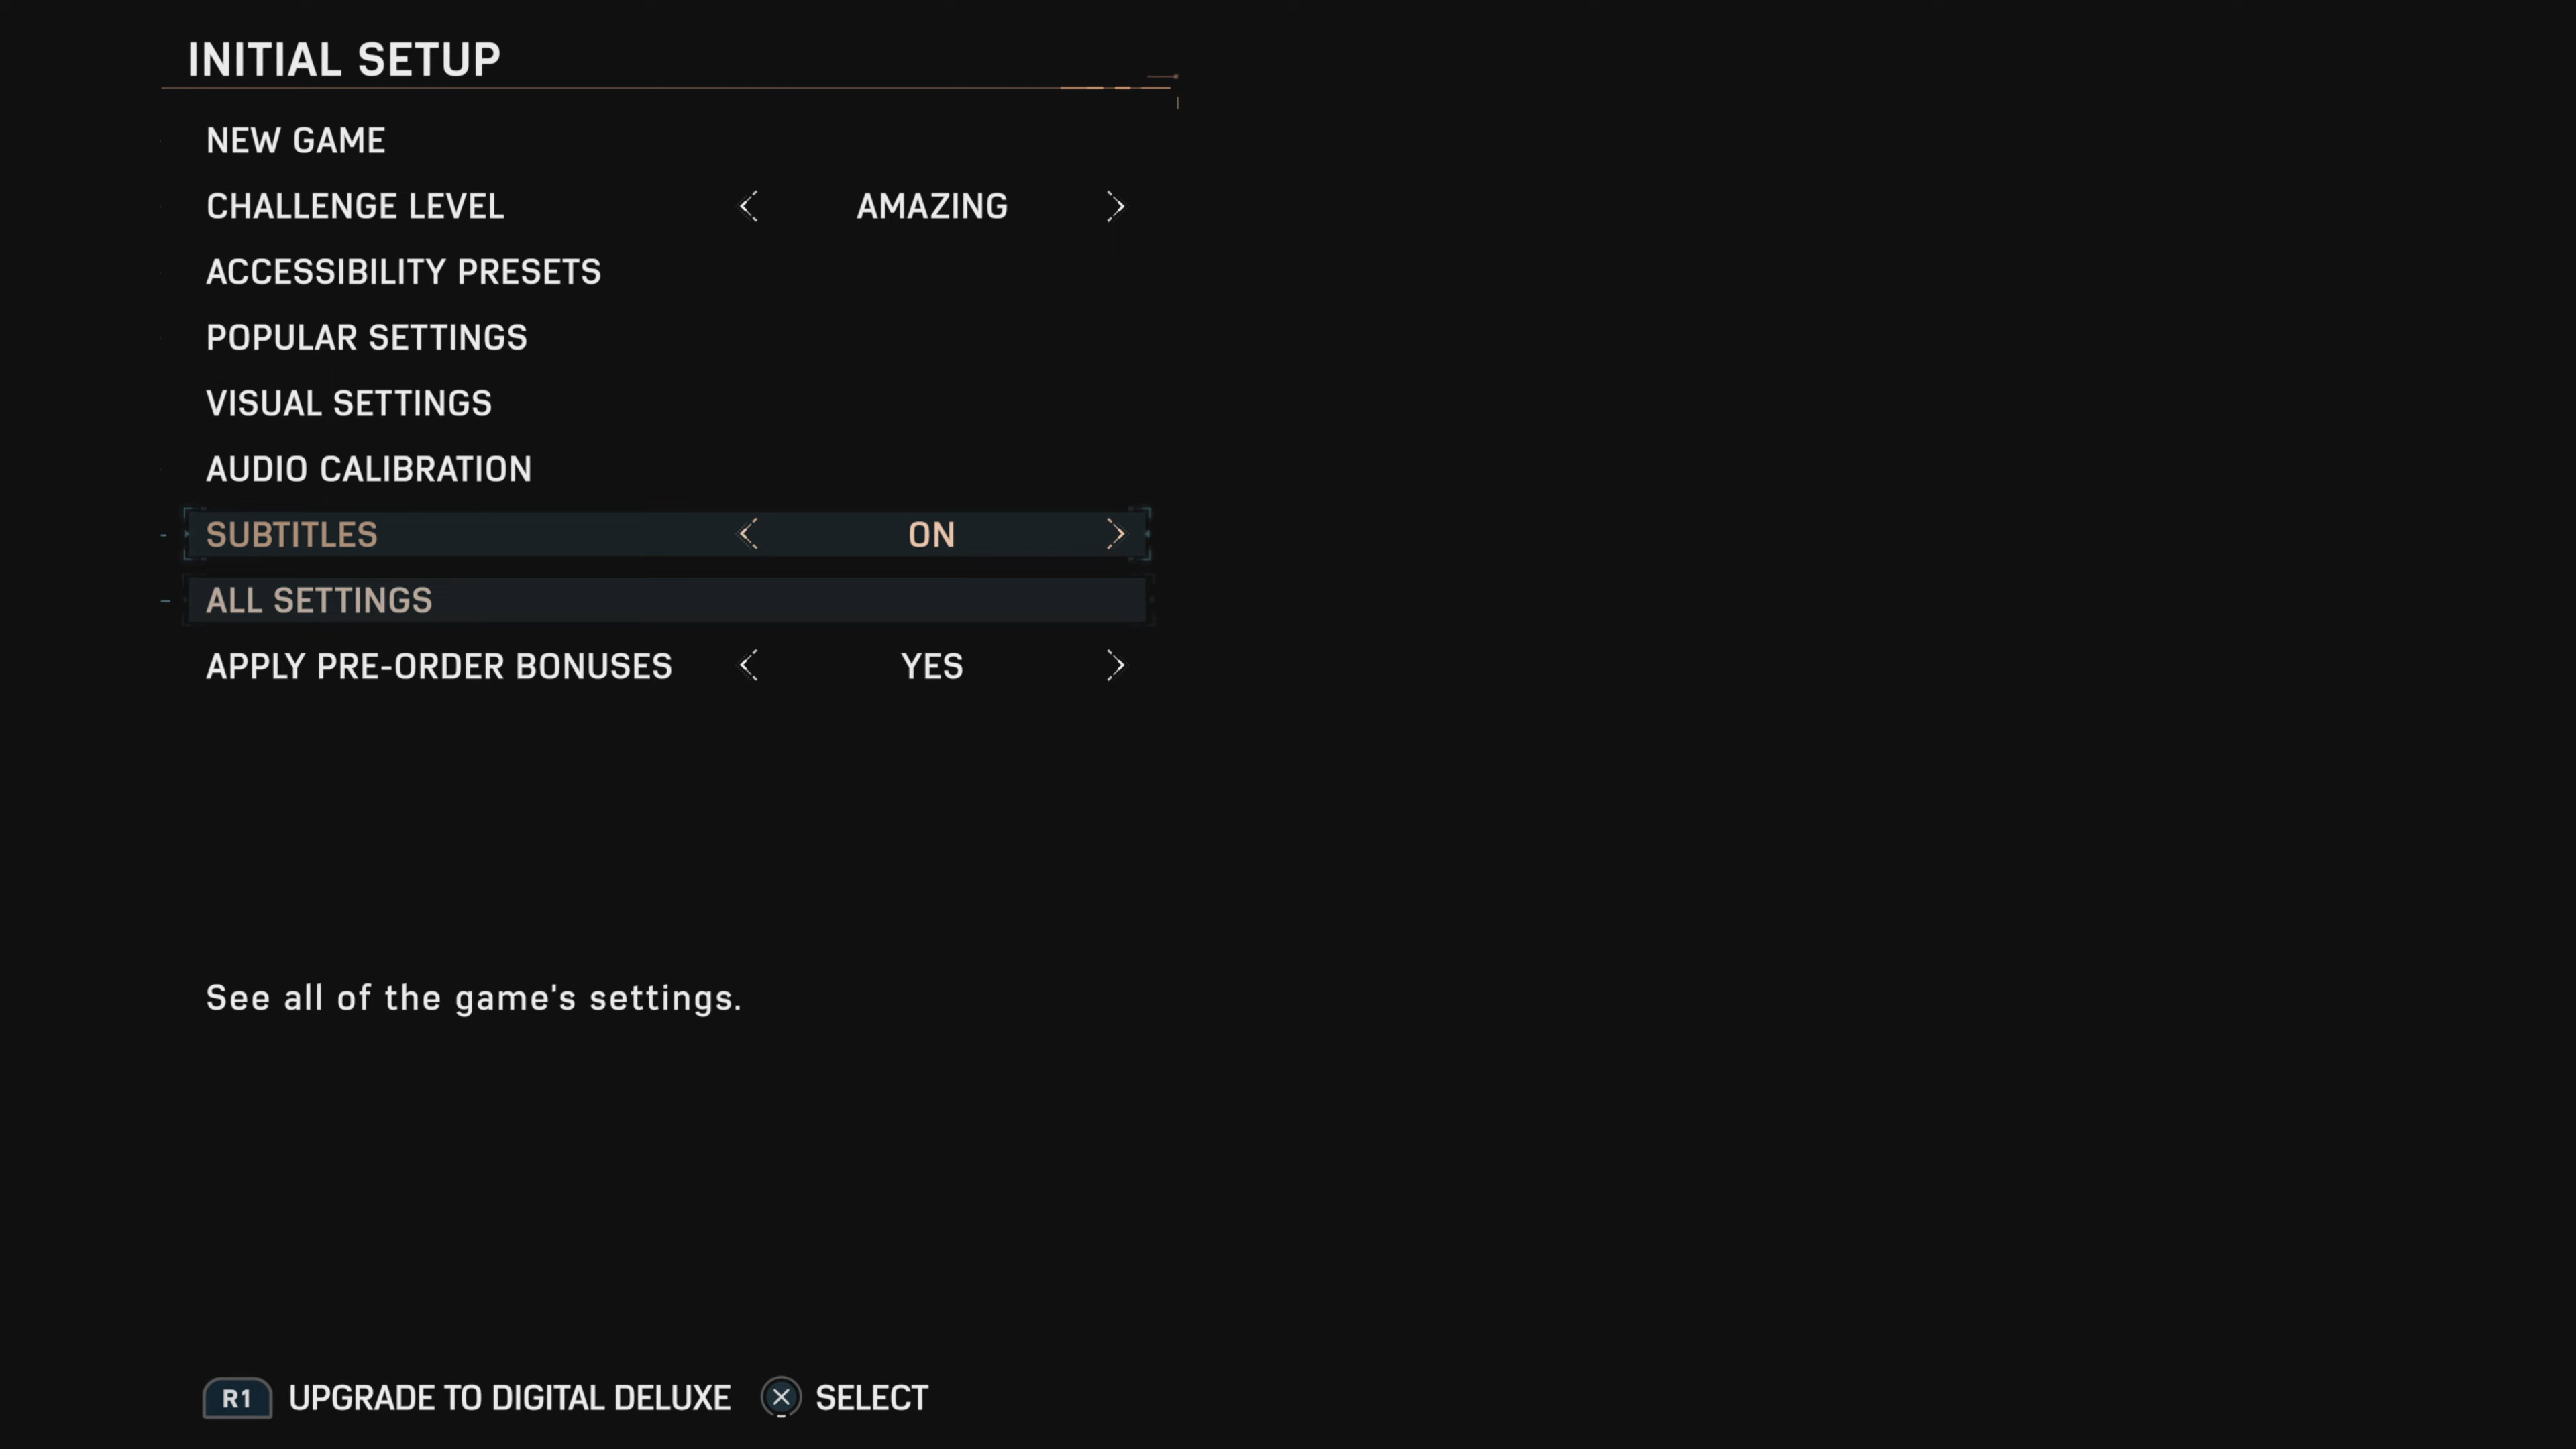 INITIAL SETUP
NEW GAME
CHALLENGE LEVEL AMAZING
ACCESSIBILITY PRESETS
POPULAR SETTINGS
VISUAL SETTINGS
AUDIO CALIBRATION
SUBTITLES ON
ALL SETTINGS
APPLY PRE-ORDER BONUSES YES
See all of the game's settings.
R1 UPGRADE TO DIGITAL DELUXE SELECT